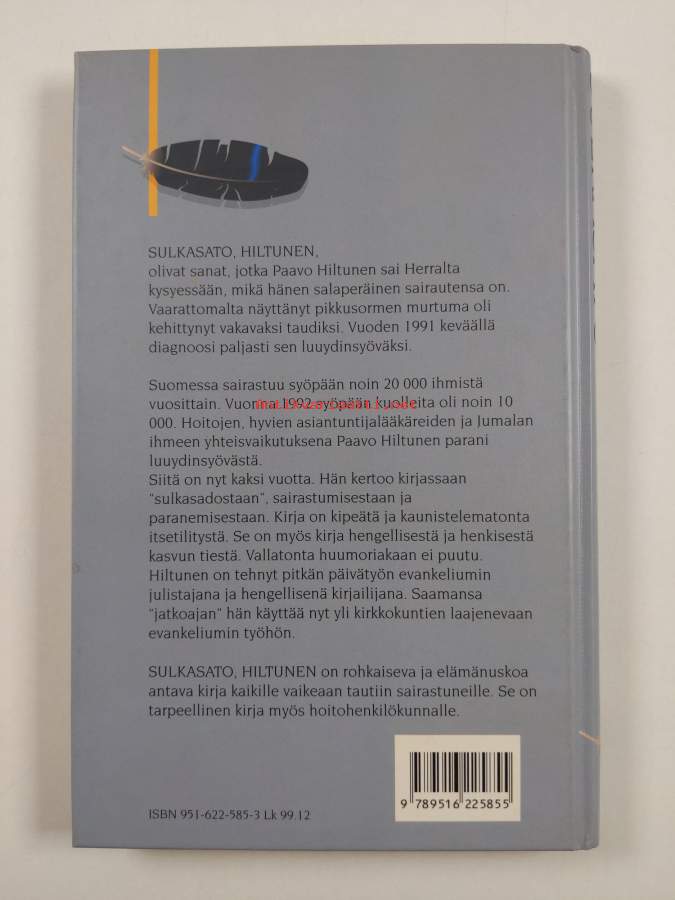 SULKASATO, HILTUNEN,
olivat sanat, jotka Paavo Hiltunen sai Herralta
kysyessään, mikä hänen salaperäinen sairautensa on.
Vaarattomalta näyttänyt pikkusormen murtuma oli
kehittynyt vakavaksi taudiksi. Vuoden 1991 keväällä
diagnoosi paljasti sen luuydinsyöväksi.
Suomessa sairastuu syöpään noin 20 000 ihmistä
vuosittain. Vuonna 1992 syöpään kuolleita oli noin 10
000. Hoitojen, hyvien asiantuntijalääkäreiden ja Jumalan
ihmeen yhteisvaikutuksena Paavo Hiltunen parani
luuydinsyövästä.
Siitä on nyt kaksi vuotta. Hän kertoo kirjassaan
"sulkasadostaan", sairastumisestaan ja
paranemisestaan. Kirja on kipeätä ja kaunistelematonta
itsetilitystä. Se on myös kirja hengellisestä ja henkisestä
kasvun tiestä. Vallatonta huumoriakaan ei puutu.
Hiltunen on tehnyt pitkän päivätyön evankeliumin
julistajana ja hengellisenä kirjailijana. Saamansa
"jatkoajan" hän käyttää nyt yli kirkkokuntien laajenevaan
evankeliumin työhön.
SULKASATO, HILTUNEN on rohkaiseva ja elämänuskoa
antava kirja kaikille vaikeaan tautiin sairastuneille. Se on
tarpeellinen kirja myös hoitohenkilökunnalle.
ISBN 951-622-585-3 Lk 99.12
9 789516 225855